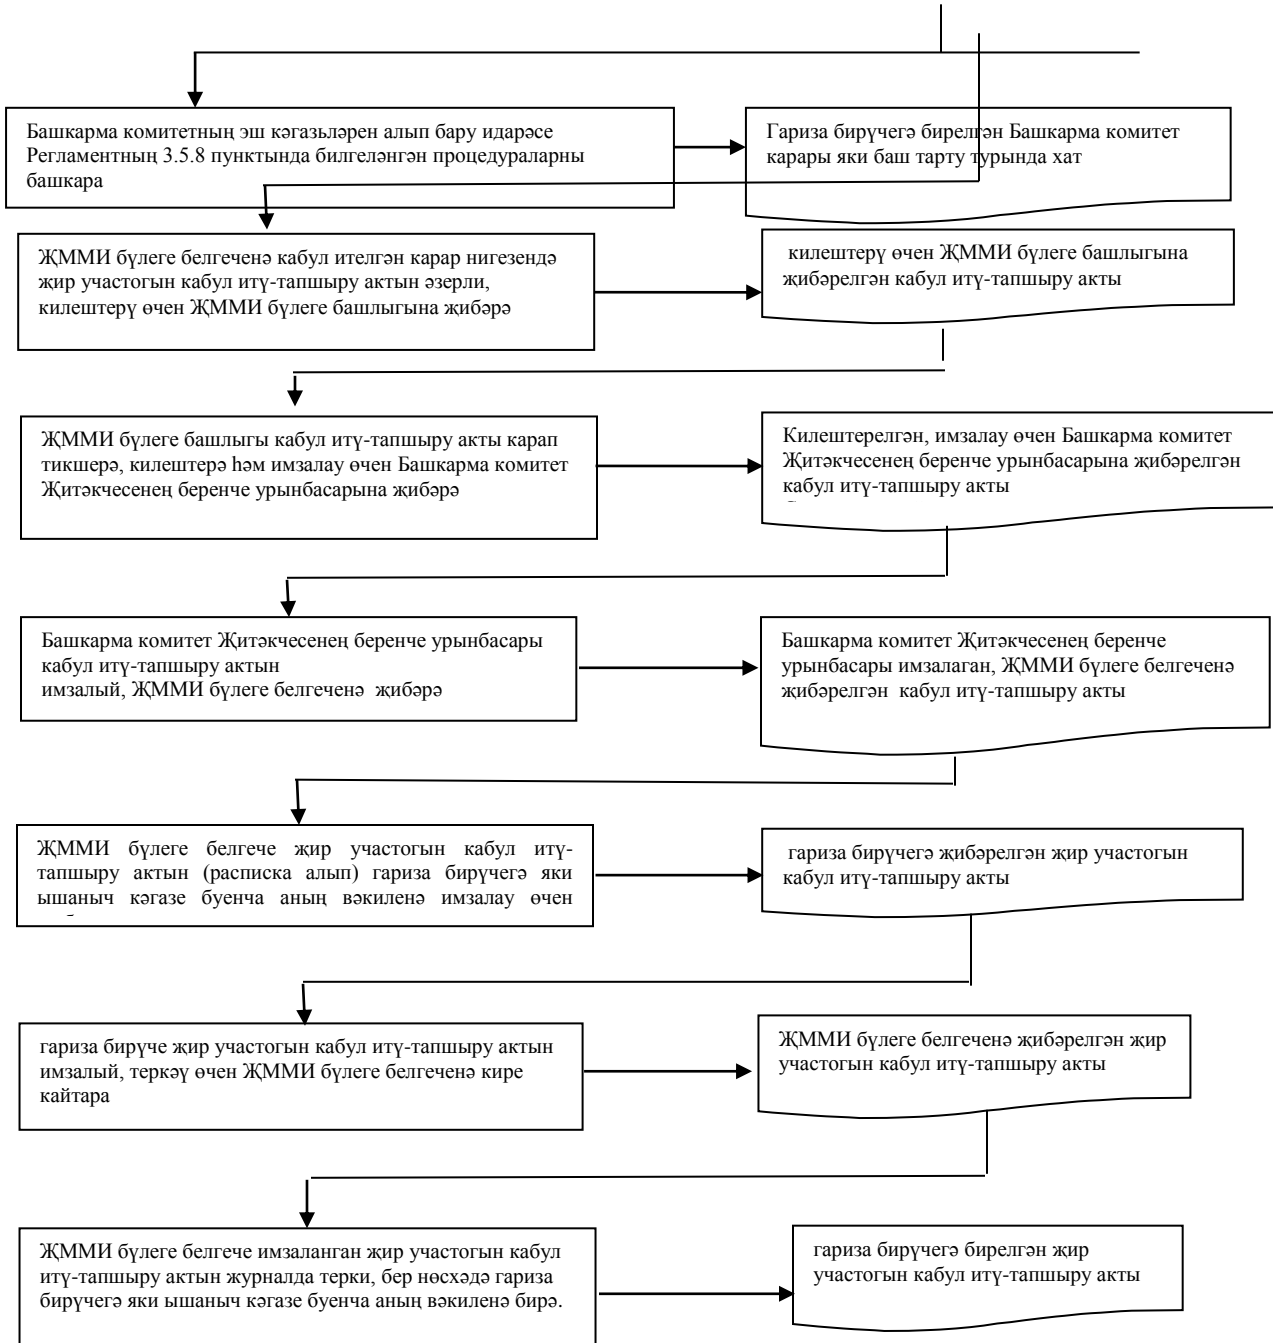 Башкарма комитетның эш кәгазьләрен алып бару идарәсе
Регламентның 3.5.8 пунктында билгеләнгән процедураларны
башкара
Гариза бирүчегә бирелгән Башкарма комитет
карары яки баш тарту турында хат
ҖММИ бүлеге белгеченә кабул ителгән карар нигезендә
җир участогын кабул итү-тапшыру актын әзерли,
килештерү өчен ҖММИ бүлеге башлыгына җибәрә
килештерү өчен ҖММИ бүлеге башлыгына
җибәрелгән кабул итү-тапшыру акты
ҖММИ бүлеге башлыгы кабул итү-тапшыру акты карап
тикшерә, килештерә һәм имзалау өчен Башкарма комитет
Җитәкчесенең беренче урынбасарына җибәрә
Килештерелгән, имзалау өчен Башкарма комитет
Җитәкчесенең беренче урынбасарына җибәрелгән
кабул итү-тапшыру акты
Башкарма комитет Җитәкчесенең беренче урынбасары
кабул итү-тапшыру актын
имзалый, ҖММИ бүлеге белгеченә җибәрә
Башкарма комитет Җитәкчесенең беренче
урынбасары имзалаган, ҖММИ бүлеге белгеченә
җибәрелгән кабул итү-тапшыру акты
ҖММИ бүлеге белгече җир участогын кабул итү-
тапшыру актын (расписка алып) гариза бирүчегә яки
ышаныч кәгазе буенча аның вәкиленә имзалау өчен
гариза бирүчегә җибәрелгән җир участогын
кабул итү-тапшыру акты
гариза бирүче җир участогын кабул итү-тапшыру актын
имзалый, теркәү өчен ҖММИ бүлеге белгеченә кире
кайтара
ҖММИ бүлеге белгеченә җибәрелгән җир
участогын кабул итү-тапшыру акты
ҖММИ бүлеге белгече имзаланган җир участогын кабул
итү-тапшыру актын журналда терки, бер нөсхәдә гариза
бирүчегә яки ышаныч кәгазе буенча аның вәкиленә бирә.
гариза бирүчегә бирелгән җир
участогын кабул итү-тапшыру акты